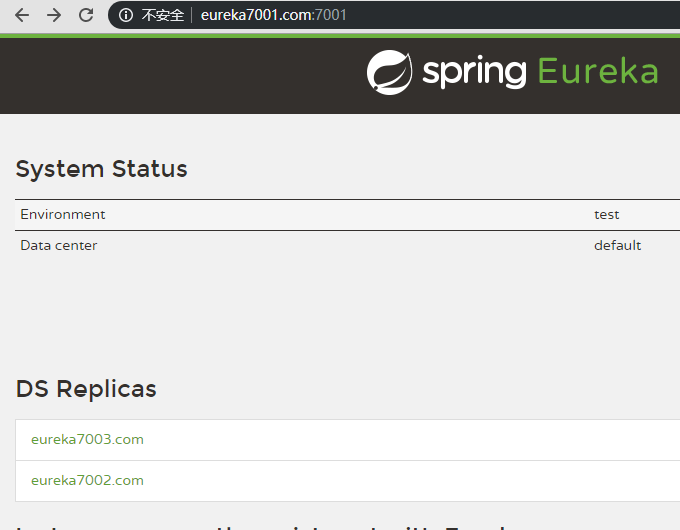 不安全 eureka7001.com:7001
spring Eureka
System Status
Environment test
Data center default
DS Replicas
eureka7003.com
eureka7002.com